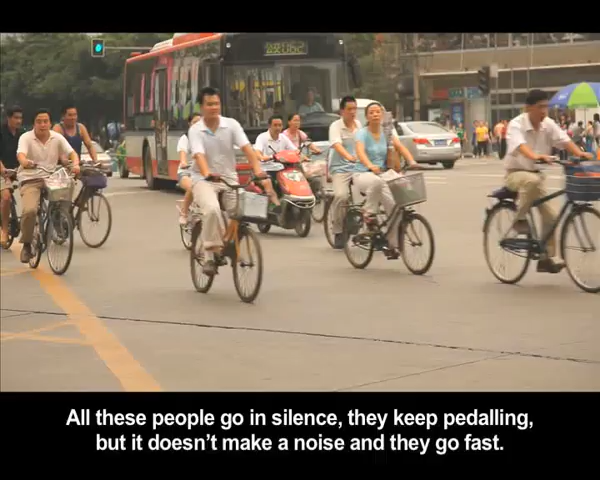 All these people go in silence, they keep pedalling,
but it doesn't make a noise and they go fast.